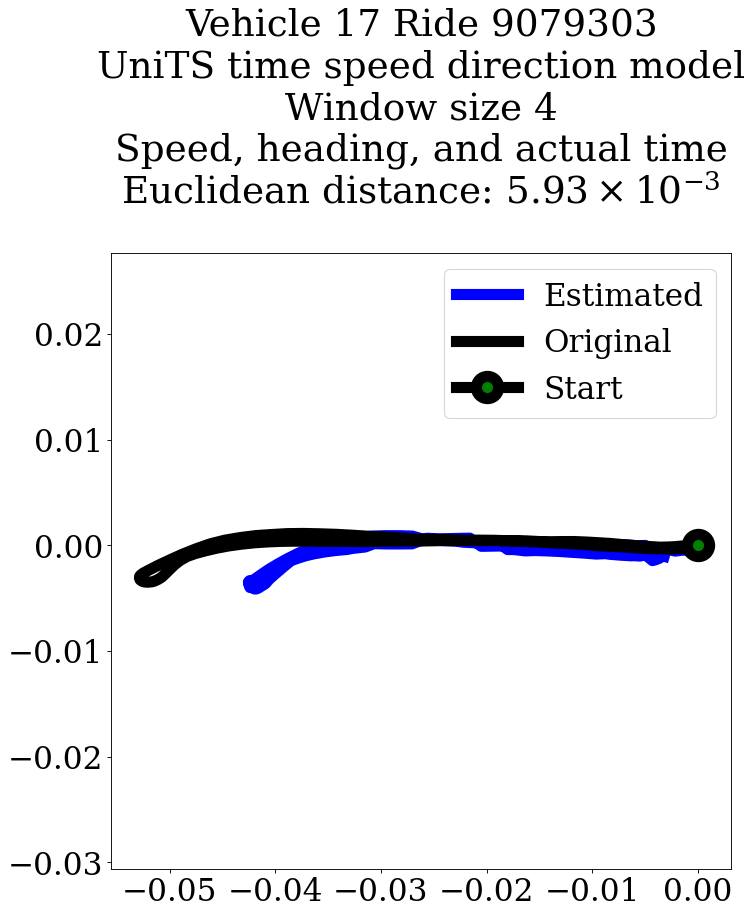 Vehicle 17 Ride 9079303
UniTS time speed direction model
Window size 4
Speed, heading, and actual time
Euclidean distance: 5.93 × 10⁻³
Estimated
Original
Start
0.02
0.01
0.00
−0.01
−0.02
−0.03
−0.05 −0.04 −0.03 −0.02 −0.01 0.00